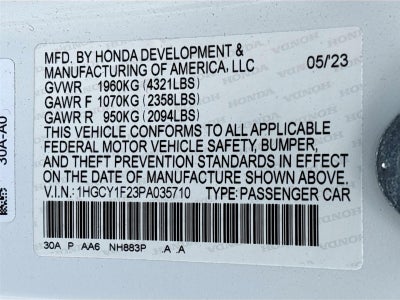 MFD. BY HONDA DEVELOPMENT &
MANUFACTURING OF AMERICA, LLC 05/23
GVWR 1960KG (4321LBS)
GAWR F 1070KG (2358LBS)
GAWR R 950KG (2094LBS)
THIS VEHICLE CONFORMS TO ALL APPLICABLE
FEDERAL MOTOR VEHICLE SAFETY, BUMPER,
AND THEFT PREVENTION STANDARDS IN EFFECT
ON THE DATE OF MANUFACTURE SHOWN ABOVE.
V.I.N: 1HGCY1F23PA035710 TYPE: PASSENGER CAR
30A P AA6 NH883P .A .A
30A-A0